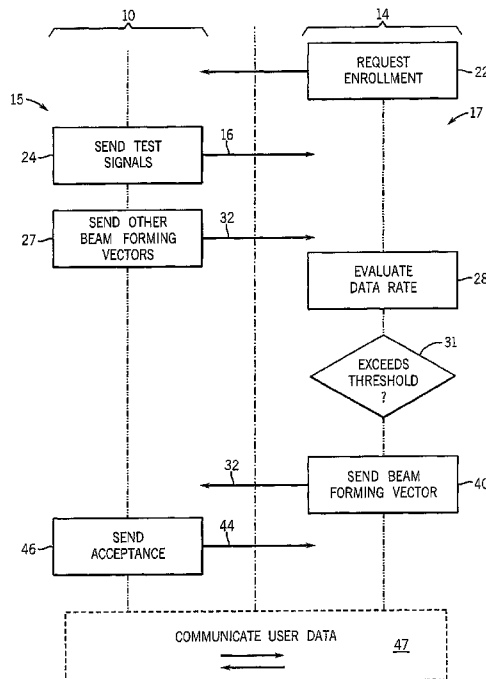 10
14
REQUEST
ENROLLMENT
22
15
17
SEND TEST
SIGNALS
24
16
SEND OTHER
BEAM FORMING
VECTORS
27
32
EVALUATE
DATA RATE
28
31
EXCEEDS
THRESHOLD
?
32
SEND BEAM
FORMING VECTOR
40
SEND
ACCEPTANCE
46
44
COMMUNICATE USER DATA
47